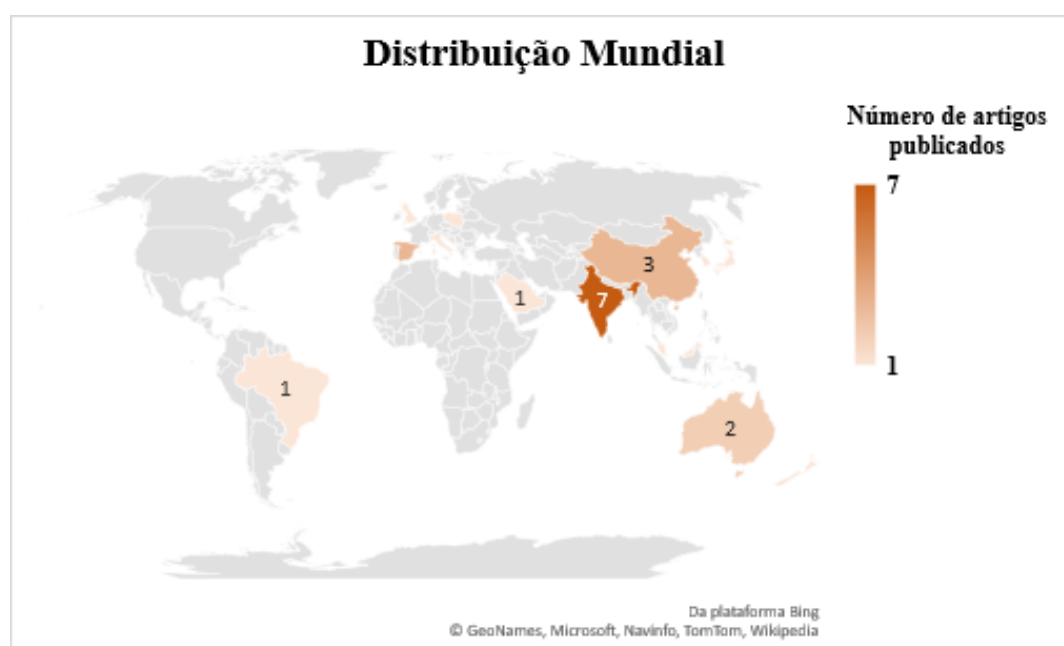 Distribuição Mundial
Número de artigos
publicados
7
1
3
7
1
1
2
Da plataforma Bing
© GeoNames, Microsoft, Navinfo, TomTom, Wikipedia